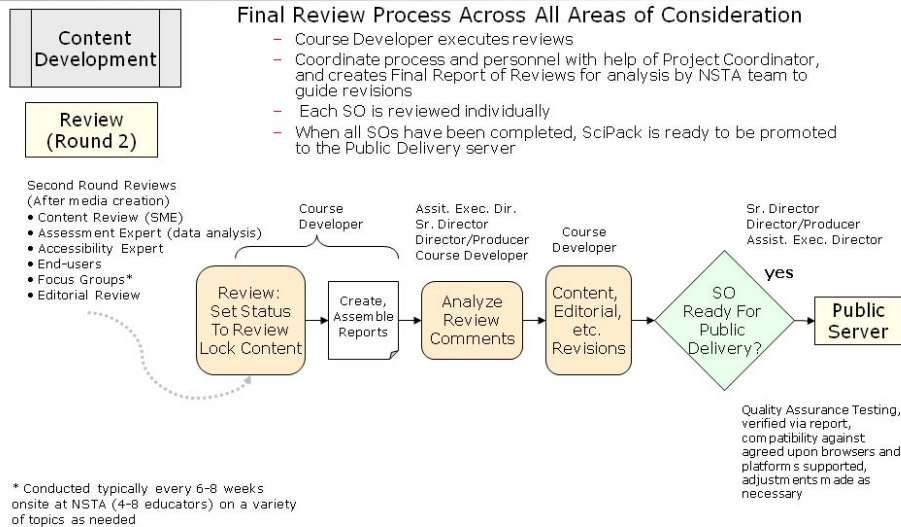 Final Review Process Across All Areas of Consideration
Content
Development
– Course Developer executes reviews
– Coordinate process and personnel with help of Project Coordinator,
and creates Final Report of Reviews for analysis by NSTA team to
guide revisions
– Each SO is reviewed individually
– When all SOs have been completed, SciPack is ready to be promoted
to the Public Delivery server
Review
(Round 2)
Second Round Reviews
(After media creation)
• Content Review (SME)
• Assessment Expert (data analysis)
• Accessibility Expert
• End-users
• Focus Groups*
• Editorial Review
Course
Developer
Assit. Exec. Dir.
Sr. Director
Director/Producer
Course Developer
Course
Developer
Sr. Director
Director/Producer
Assist. Exec. Director
Review:
Set Status
To Review
Lock Content
Create,
Assemble
Reports
Analyze
Review
Comments
Content,
Editorial,
etc.
Revisions
SO
Ready For
Public
Delivery?
yes
Public
Server
Quality Assurance Testing,
verified via report,
compatibility against
agreed upon browsers and
platforms supported,
adjustments made as
necessary
* Conducted typically every 6-8 weeks
onsite at NSTA (4-8 educators) on a variety
of topics as needed